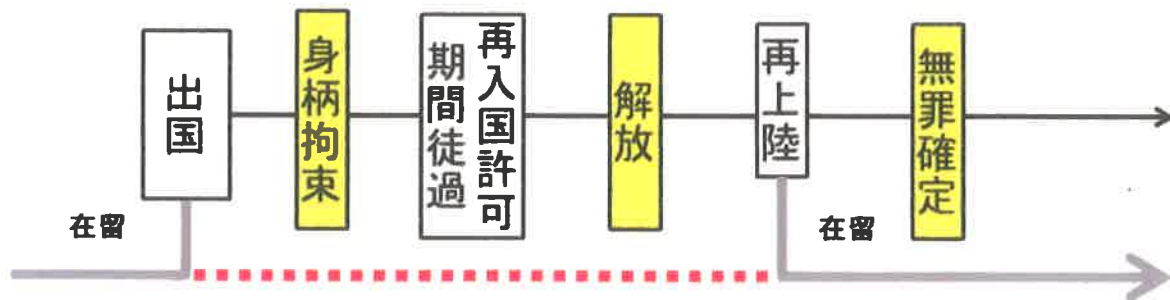 出国
身柄拘束
再入国許可
期間徒過
解放
再上陸
無罪確定
在留
在留